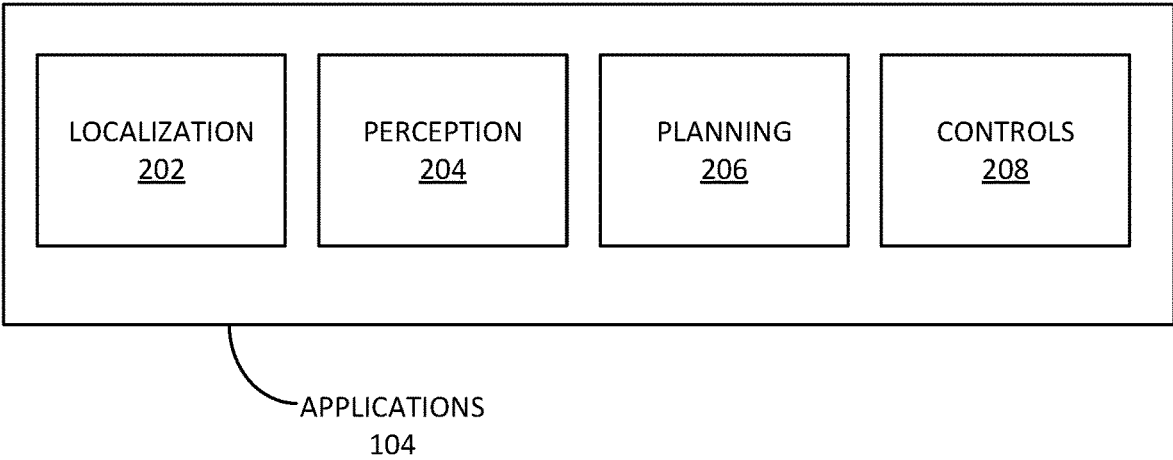 LOCALIZATION
202
PERCEPTION
204
PLANNING
206
CONTROLS
208
APPLICATIONS
104